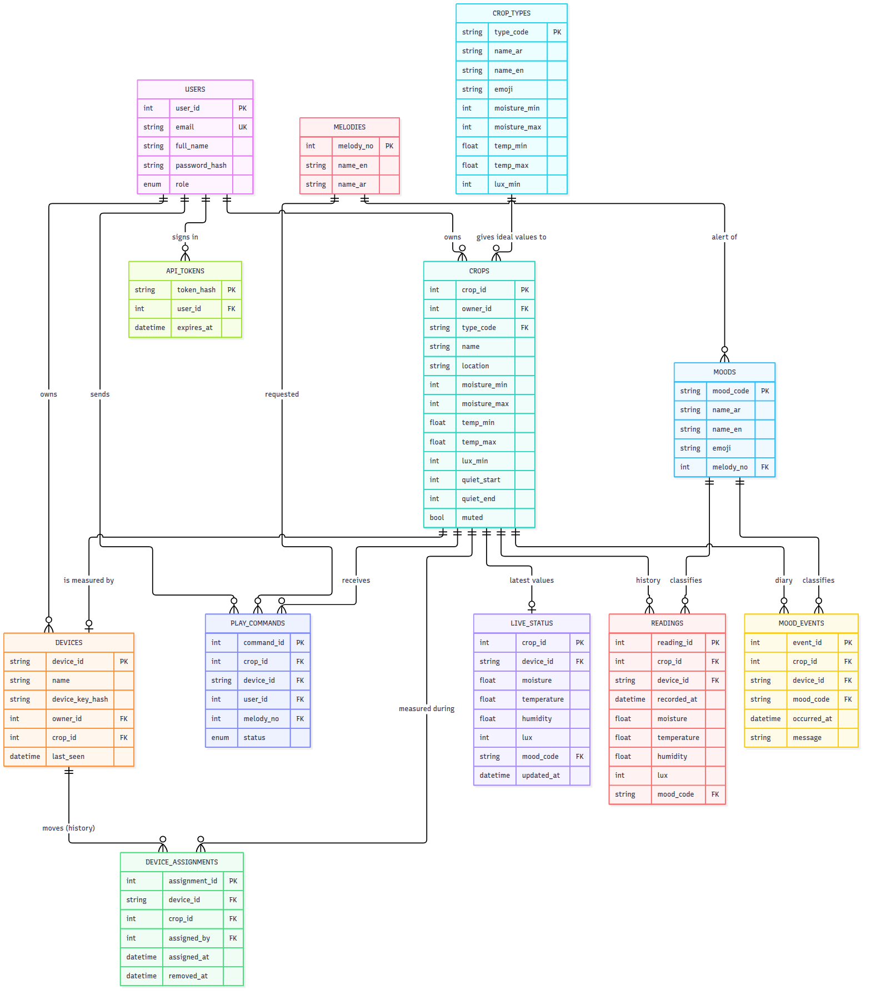 CROP_TYPES
string type_code PK
string name_ar
string name_en
string emoji
int moisture_min
int moisture_max
float temp_min
float temp_max
int lux_min
USERS
int user_id PK
string email UK
string full_name
string password_hash
enum role
MELODIES
int melody_no PK
string name_en
string name_ar
signs in
owns
gives ideal values to
alert of
API_TOKENS
string token_hash PK
int user_id FK
datetime expires_at
CROPS
int crop_id PK
int owner_id FK
string type_code FK
string name
string location
int moisture_min
int moisture_max
float temp_min
float temp_max
int lux_min
int quiet_start
int quiet_end
bool muted
MOODS
string mood_code PK
string name_ar
string name_en
string emoji
int melody_no FK
owns
sends
requested
is measured by
receives
latest values
history
classifies
diary
classifies
DEVICES
string device_id PK
string name
string device_key_hash
int owner_id FK
int crop_id FK
datetime last_seen
PLAY_COMMANDS
int command_id PK
int crop_id FK
string device_id FK
int user_id FK
int melody_no FK
enum status
measured during
LIVE_STATUS
int crop_id PK
string device_id FK
float moisture
float temperature
float humidity
int lux
string mood_code FK
datetime updated_at
READINGS
int reading_id PK
int crop_id FK
string device_id FK
datetime recorded_at
float moisture
float temperature
float humidity
int lux
string mood_code FK
MOOD_EVENTS
int event_id PK
int crop_id FK
string device_id FK
string mood_code FK
datetime occurred_at
string message
moves (history)
DEVICE_ASSIGNMENTS
int assignment_id PK
string device_id FK
int crop_id FK
int assigned_by FK
datetime assigned_at
datetime removed_at